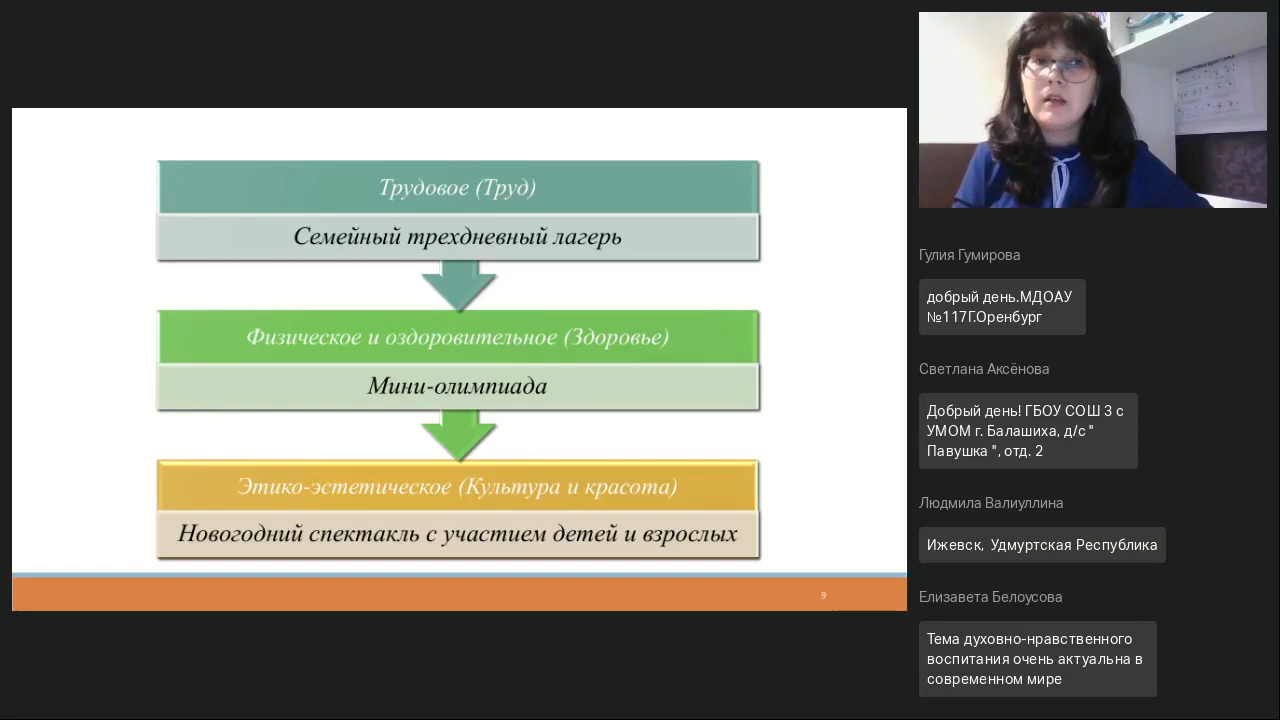 Трудовое (Труд)
Семейный трехдневный лагерь
Физическое и оздоровительное (Здоровье)
Мини-олимпиада
Этико-эстетическое (Культура и красота)
Новогодний спектакль с участием детей и взрослых
9
Гулия Гумирова
добрый день.МДОАУ
№117Г.Оренбург
Светлана Аксёнова
Добрый день! ГБОУ СОШ 3 с
УМОМ г. Балашиха, д/с "
Павушка ", отд. 2
Людмила Валиуллина
Ижевск, Удмуртская Республика
Елизавета Белоусова
Тема духовно-нравственного
воспитания очень актуальна в
современном мире